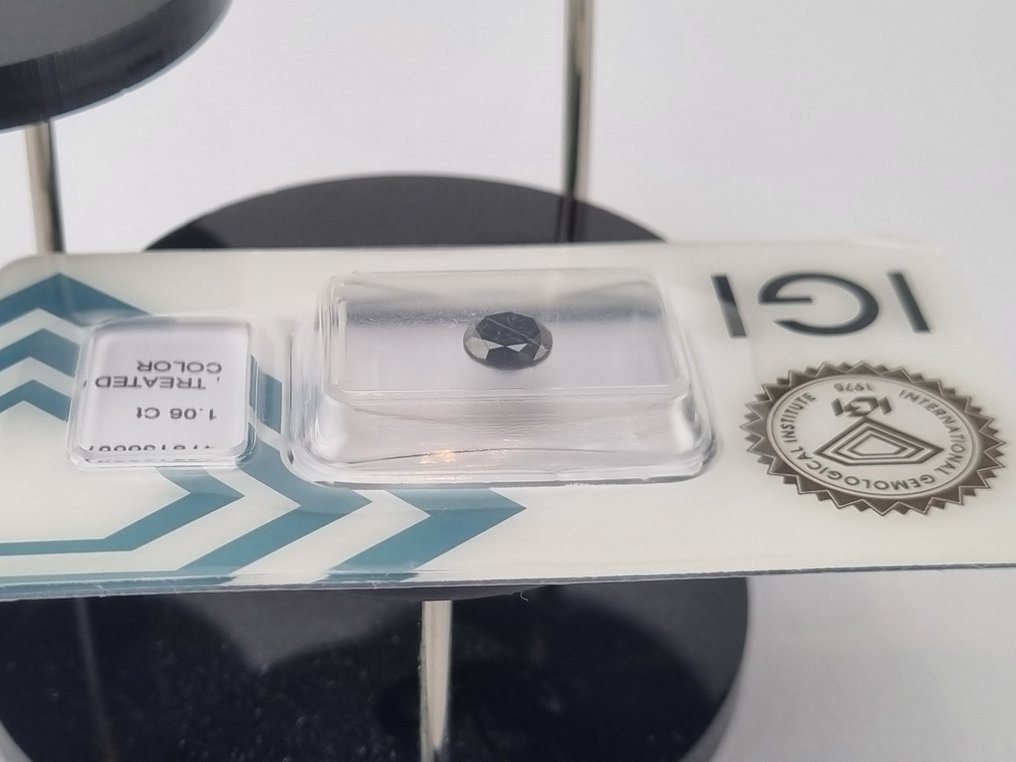 IGI
INTERNATIONAL GEMOLOGICAL INSTITUTE
IGI
1975
1.06 Ct
TREATED
COLOR